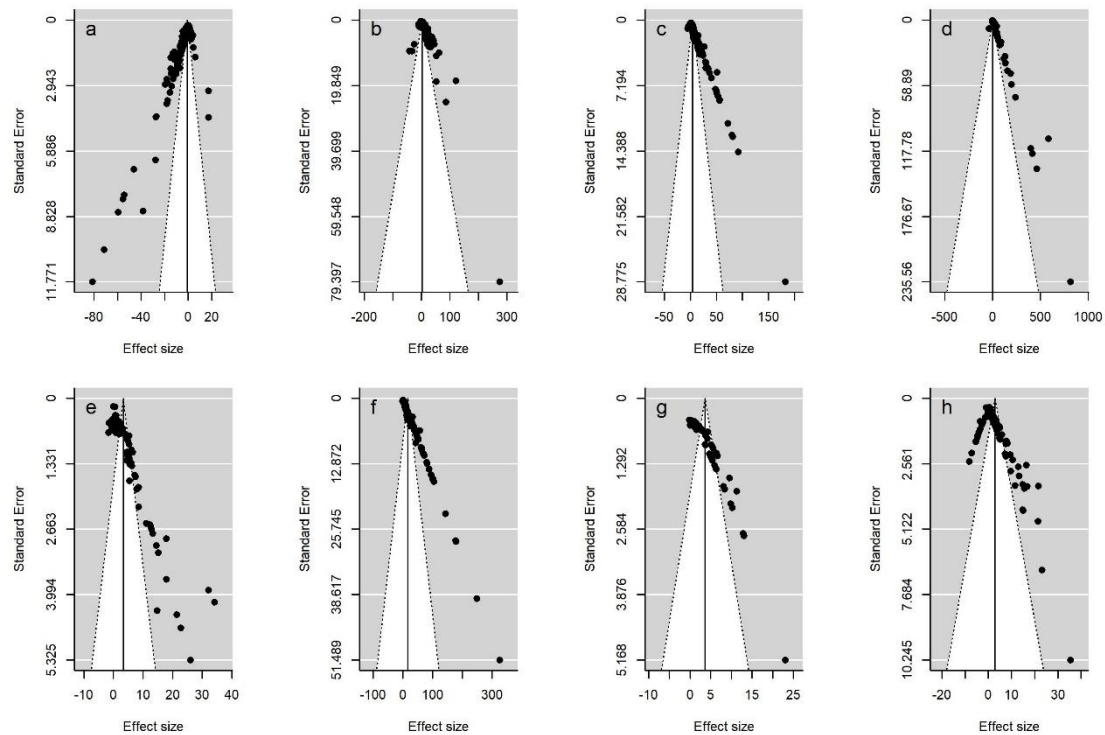 a
Standard Error
0
2.943
5.886
8.828
11.771
-80 -60 -40 -20 0 20
Effect size
b
Standard Error
0
19.849
39.699
59.548
79.397
-200 0 100 300
Effect size
c
Standard Error
0
7.194
14.388
21.582
28.775
-50 0 50 150
Effect size
d
Standard Error
0
58.89
117.78
176.67
235.56
-500 0 500 1000
Effect size
e
Standard Error
0
1.331
2.663
3.994
5.325
-10 0 10 20 30 40
Effect size
f
Standard Error
0
12.872
25.745
38.617
51.489
-100 0 100 300
Effect size
g
Standard Error
0
1.292
2.584
3.876
5.168
-10 0 5 15 25
Effect size
h
Standard Error
0
2.561
5.122
7.684
10.245
-20 0 10 30
Effect size